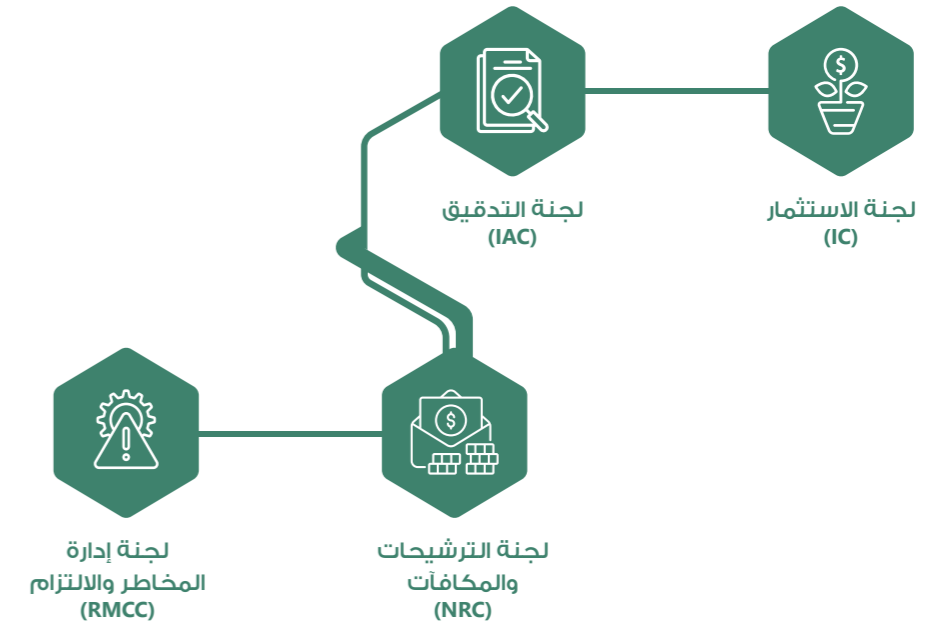 لجنة الاستثمار
(IC)
لجنة التدقيق
(IAC)
لجنة الترشيحات
والمكافآت
(NRC)
لجنة إدارة
المخاطر والالتزام
(RMCC)